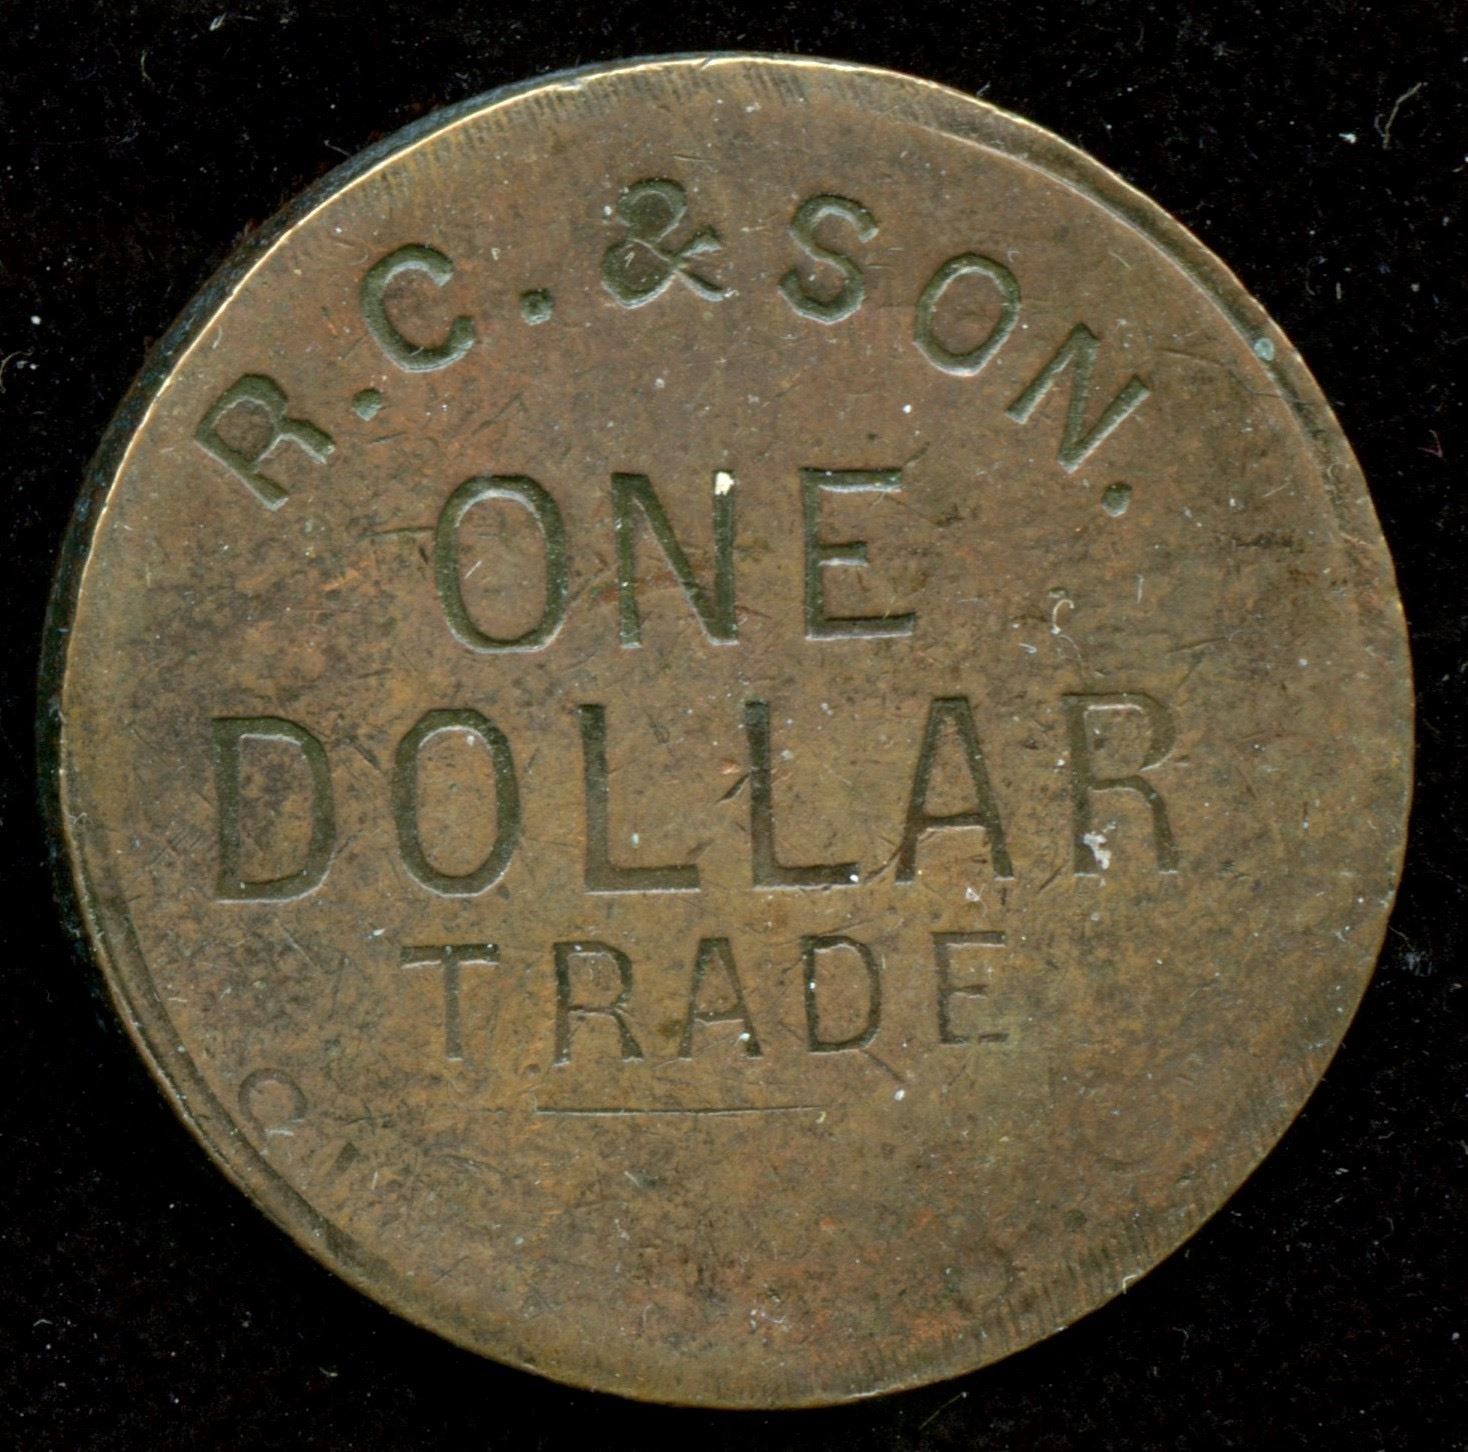 R.C. & SON.
ONE
DOLLAR
TRADE